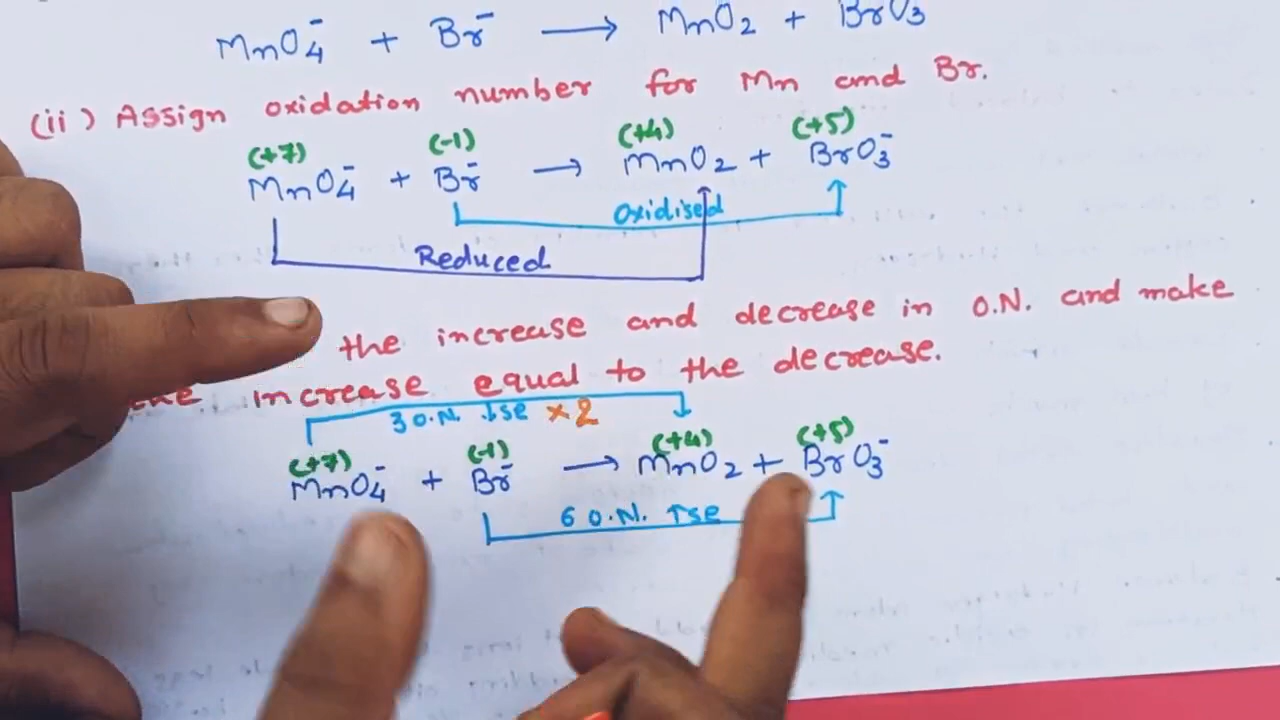 MnO₄⁻ + Br⁻ → MnO₂ + BrO₃
(ii) Assign oxidation number for Mn and Br.
(+7) (-1) (+4) (+5)
MnO₄⁻ + Br⁻ → MnO₂ + BrO₃⁻
Oxidised
Reduced
the increase and decrease in O.N. and make
the increase equal to the decrease.
3 O.N. ↓se × 2
(+7) (-1) (+4) (+5)
MnO₄⁻ + Br⁻ → MnO₂ + BrO₃⁻
6 O.N. ↑se